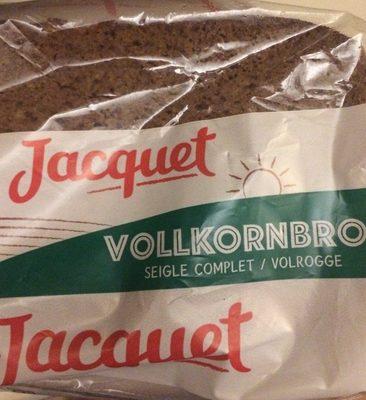 Jacquet
VOLLKORNBRO
SEIGLE COMPLET / VOLROGGE
Jacquet